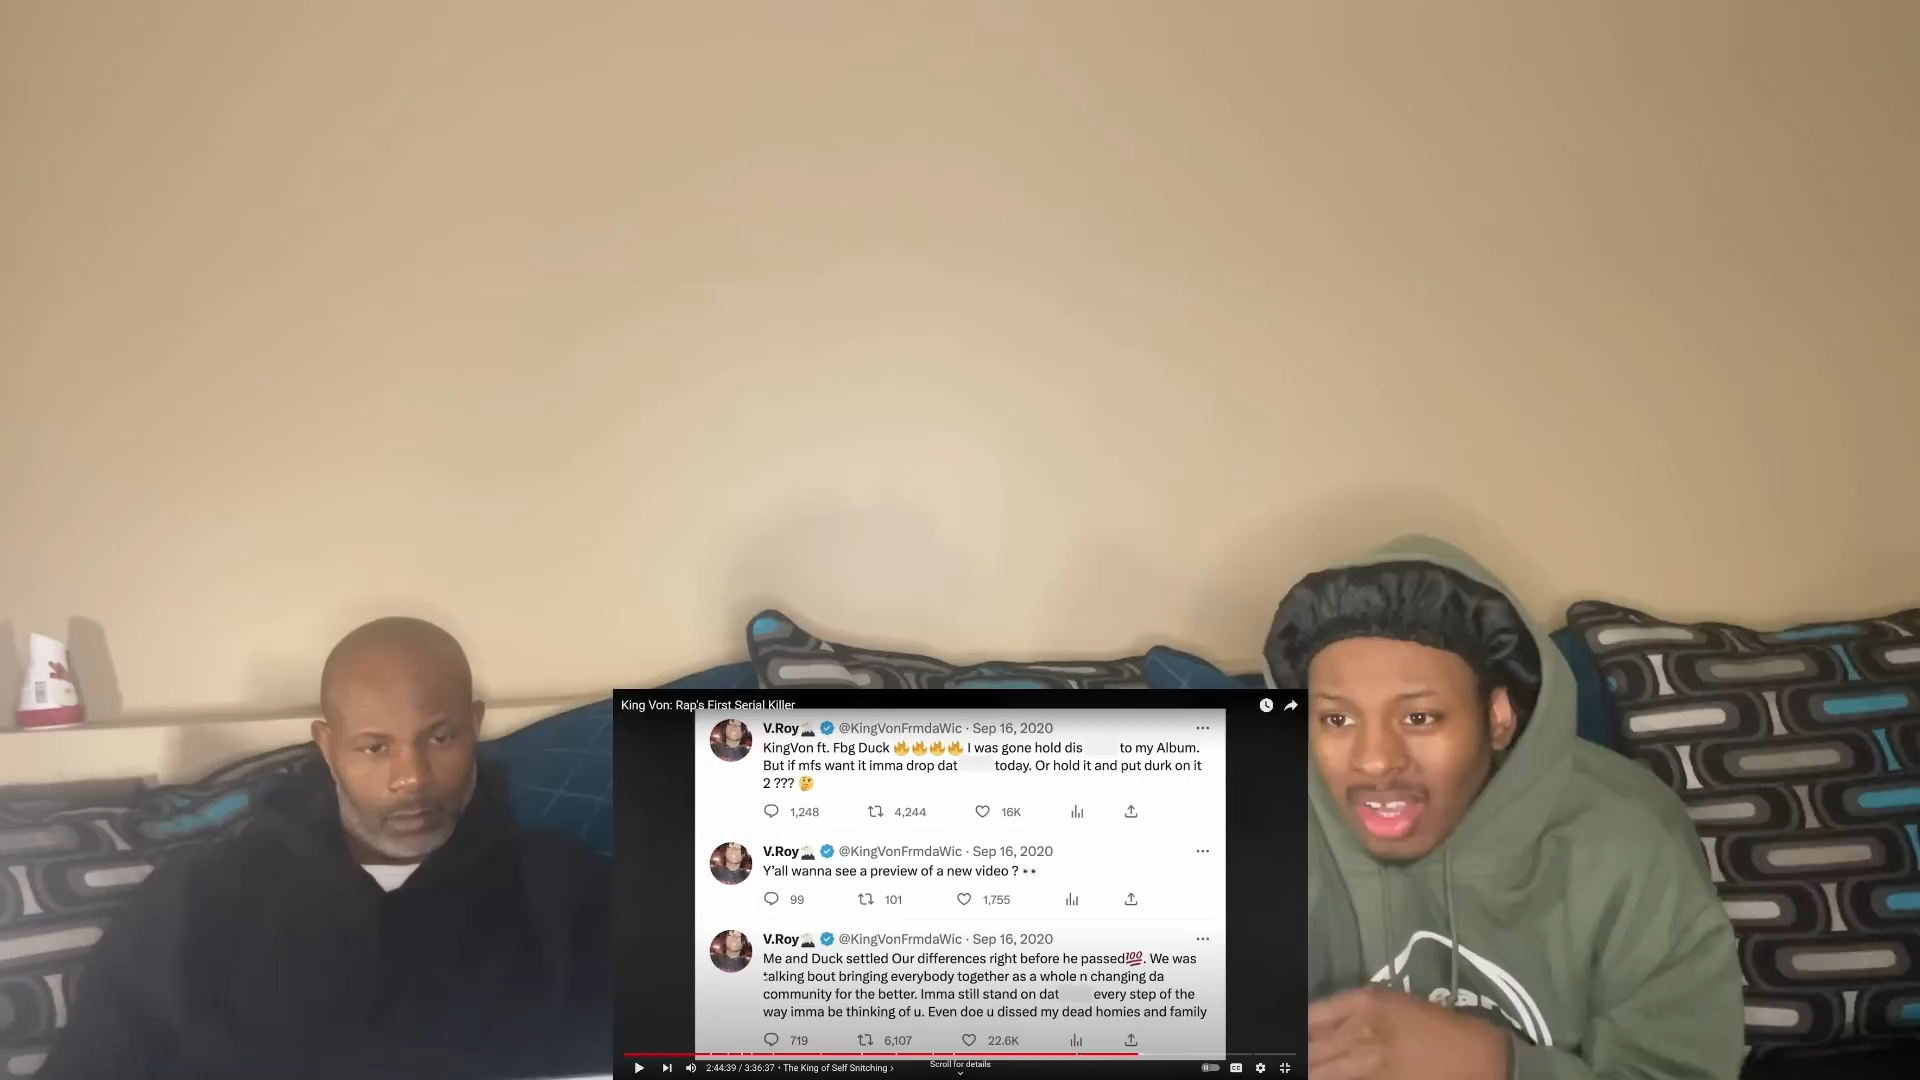 King Von: Rap's First Serial Killer
V.Roy @KingVonFrmdaWic · Sep 16, 2020
KingVon ft. Fbg Duck 🔥🔥🔥🔥 I was gone hold dis to my Album.
But if mfs want it imma drop dat today. Or hold it and put durk on it
2 ??? 🤔
1,248 4,244 16K
V.Roy @KingVonFrmdaWic · Sep 16, 2020
Y'all wanna see a preview of a new video ? 👀
99 101 1,755
V.Roy @KingVonFrmdaWic · Sep 16, 2020
Me and Duck settled Our differences right before he passed💯. We was
talking bout bringing everybody together as a whole n changing da
community for the better. Imma still stand on dat every step of the
way imma be thinking of u. Even doe u dissed my dead homies and family
719 6,107 22.6K
2:44:39 / 3:36:37 • The King of Self Snitching ›
Scroll for details